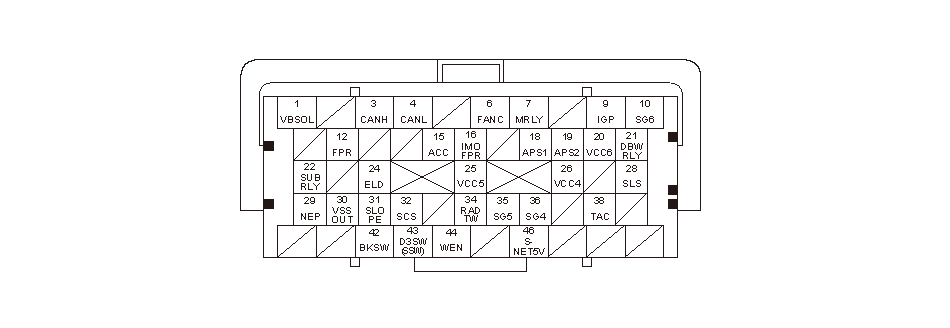 1 3 4 6 7 9 10
VBSOL CANH CANL FANC MRLY IGP SG6
12 15 16 18 19 20 21
FPR ACC IMO FPR APS1 APS2 VCC6 DBW RLY
22 24 25 26 28
SUB RLY ELD VCC5 VCC4 SLS
29 30 31 32 34 35 36 38
NEP VSS OUT SLO PE SCS RAD TW SG5 SG4 TAC
42 43 44 46
BKSW D3SW (SSW) WEN S- NET5V